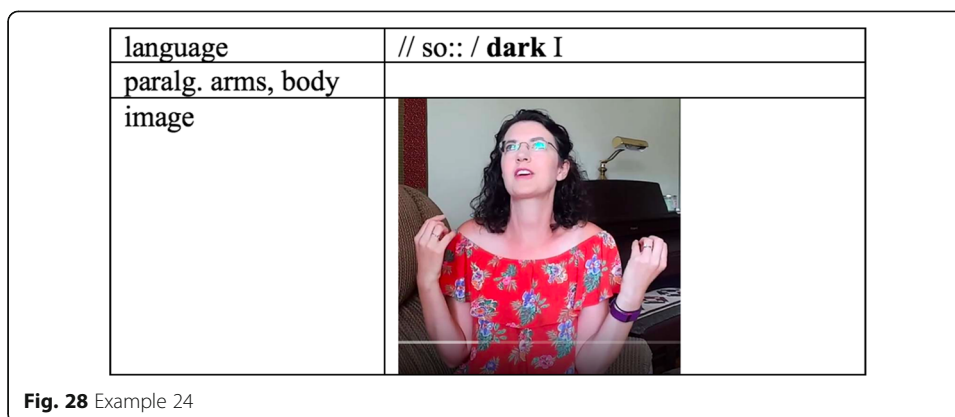 language // so:: / dark I
paralg. arms, body
image
Fig. 28 Example 24